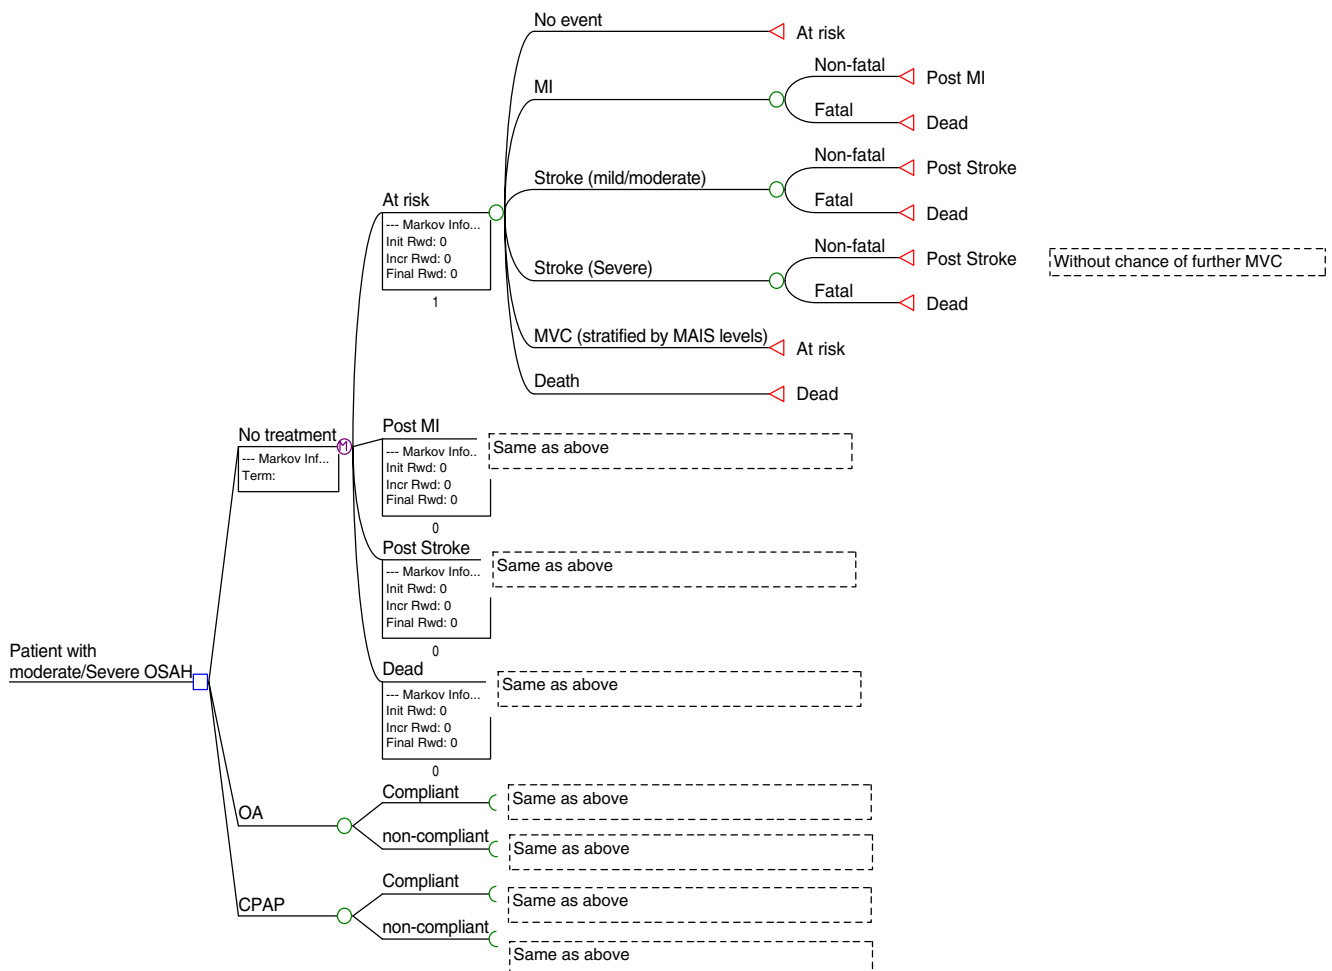 No event
At risk
MI
Non-fatal
Post MI
Fatal
Dead
Stroke (mild/moderate)
Non-fatal
Post Stroke
Fatal
Dead
Stroke (Severe)
Non-fatal
Post Stroke
Without chance of further MVC
Fatal
Dead
MVC (stratified by MAIS levels)
At risk
Death
Dead
At risk
--- Markov Info...
Init Rwd: 0
Incr Rwd: 0
Final Rwd: 0
1
No treatment
M
--- Markov Inf...
Term:
Post MI
--- Markov Info..
Init Rwd: 0
Incr Rwd: 0
Final Rwd: 0
0
Same as above
Post Stroke
--- Markov Info...
Init Rwd: 0
Incr Rwd: 0
Final Rwd: 0
0
Same as above
Dead
--- Markov Info...
Init Rwd: 0
Incr Rwd: 0
Final Rwd: 0
0
Same as above
Patient with
moderate/Severe OSAH
OA
Compliant
Same as above
non-compliant
Same as above
CPAP
Compliant
Same as above
non-compliant
Same as above